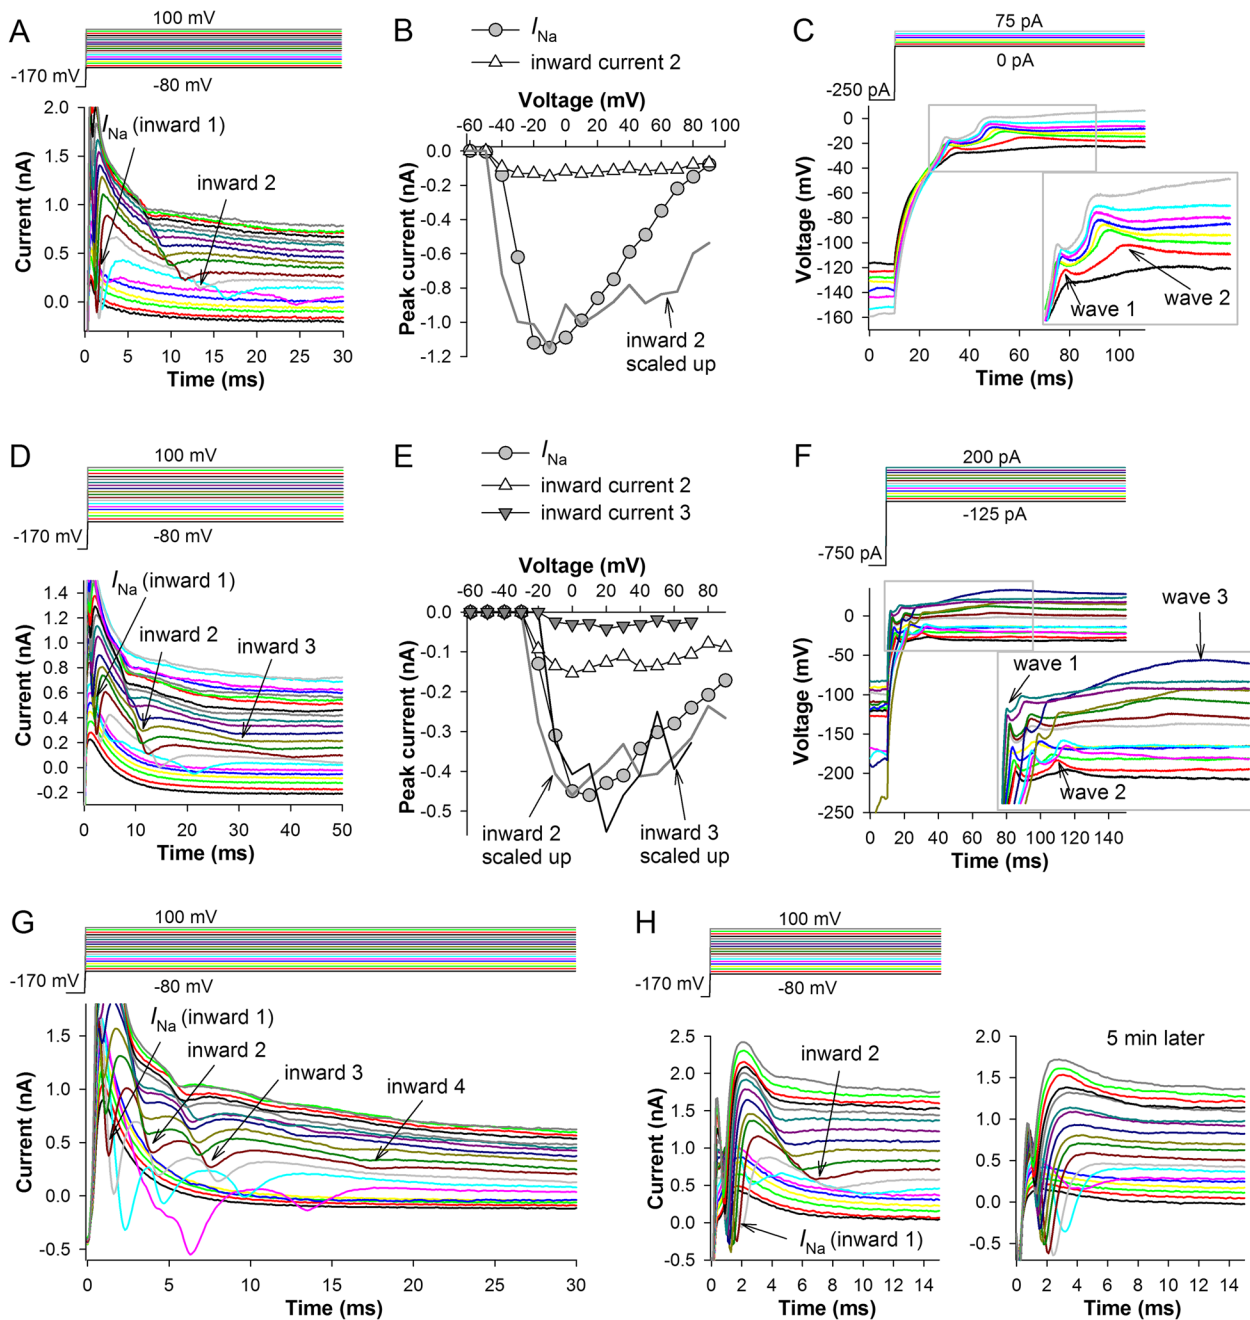 A
100 mV
-170 mV
-80 mV
2.0
1.5
1.0
0.5
0.0
Current (nA)
INa (inward 1)
inward 2
0 5 10 15 20 25 30
Time (ms)
B
INa
inward current 2
Voltage (mV)
-60 -40 -20 0 20 40 60 80 100
0.0
-0.2
-0.4
-0.6
-0.8
-1.0
-1.2
Peak current (nA)
inward 2
scaled up
C
75 pA
0 pA
-250 pA
0
-20
-40
-60
-80
-100
-120
-140
-160
Voltage (mV)
wave 1
wave 2
0 20 40 60 80 100
Time (ms)
D
100 mV
-170 mV
-80 mV
1.4
1.2
1.0
0.8
0.6
0.4
0.2
0.0
-0.2
Current (nA)
INa (inward 1)
inward 2
inward 3
0 10 20 30 40 50
Time (ms)
E
INa
inward current 2
inward current 3
Voltage (mV)
-60 -40 -20 0 20 40 60 80
0.0
-0.1
-0.2
-0.3
-0.4
-0.5
Peak current (nA)
inward 2
scaled up
inward 3
scaled up
F
200 pA
-125 pA
-750 pA
0
-50
-100
-150
-200
-250
Voltage (mV)
wave 1
wave 2
wave 3
0 20 40 60 80 100 120 140
Time (ms)
G
100 mV
-170 mV
-80 mV
1.5
1.0
0.5
0.0
-0.5
Current (nA)
INa (inward 1)
inward 2
inward 3
inward 4
0 5 10 15 20 25 30
Time (ms)
H
100 mV
-170 mV
-80 mV
2.5
2.0
1.5
1.0
0.5
0.0
-0.5
Current (nA)
inward 2
INa (inward 1)
0 2 4 6 8 10 12 14
Time (ms)
5 min later
2.0
1.5
1.0
0.5
0.0
-0.5
0 2 4 6 8 10 12 14
Time (ms)